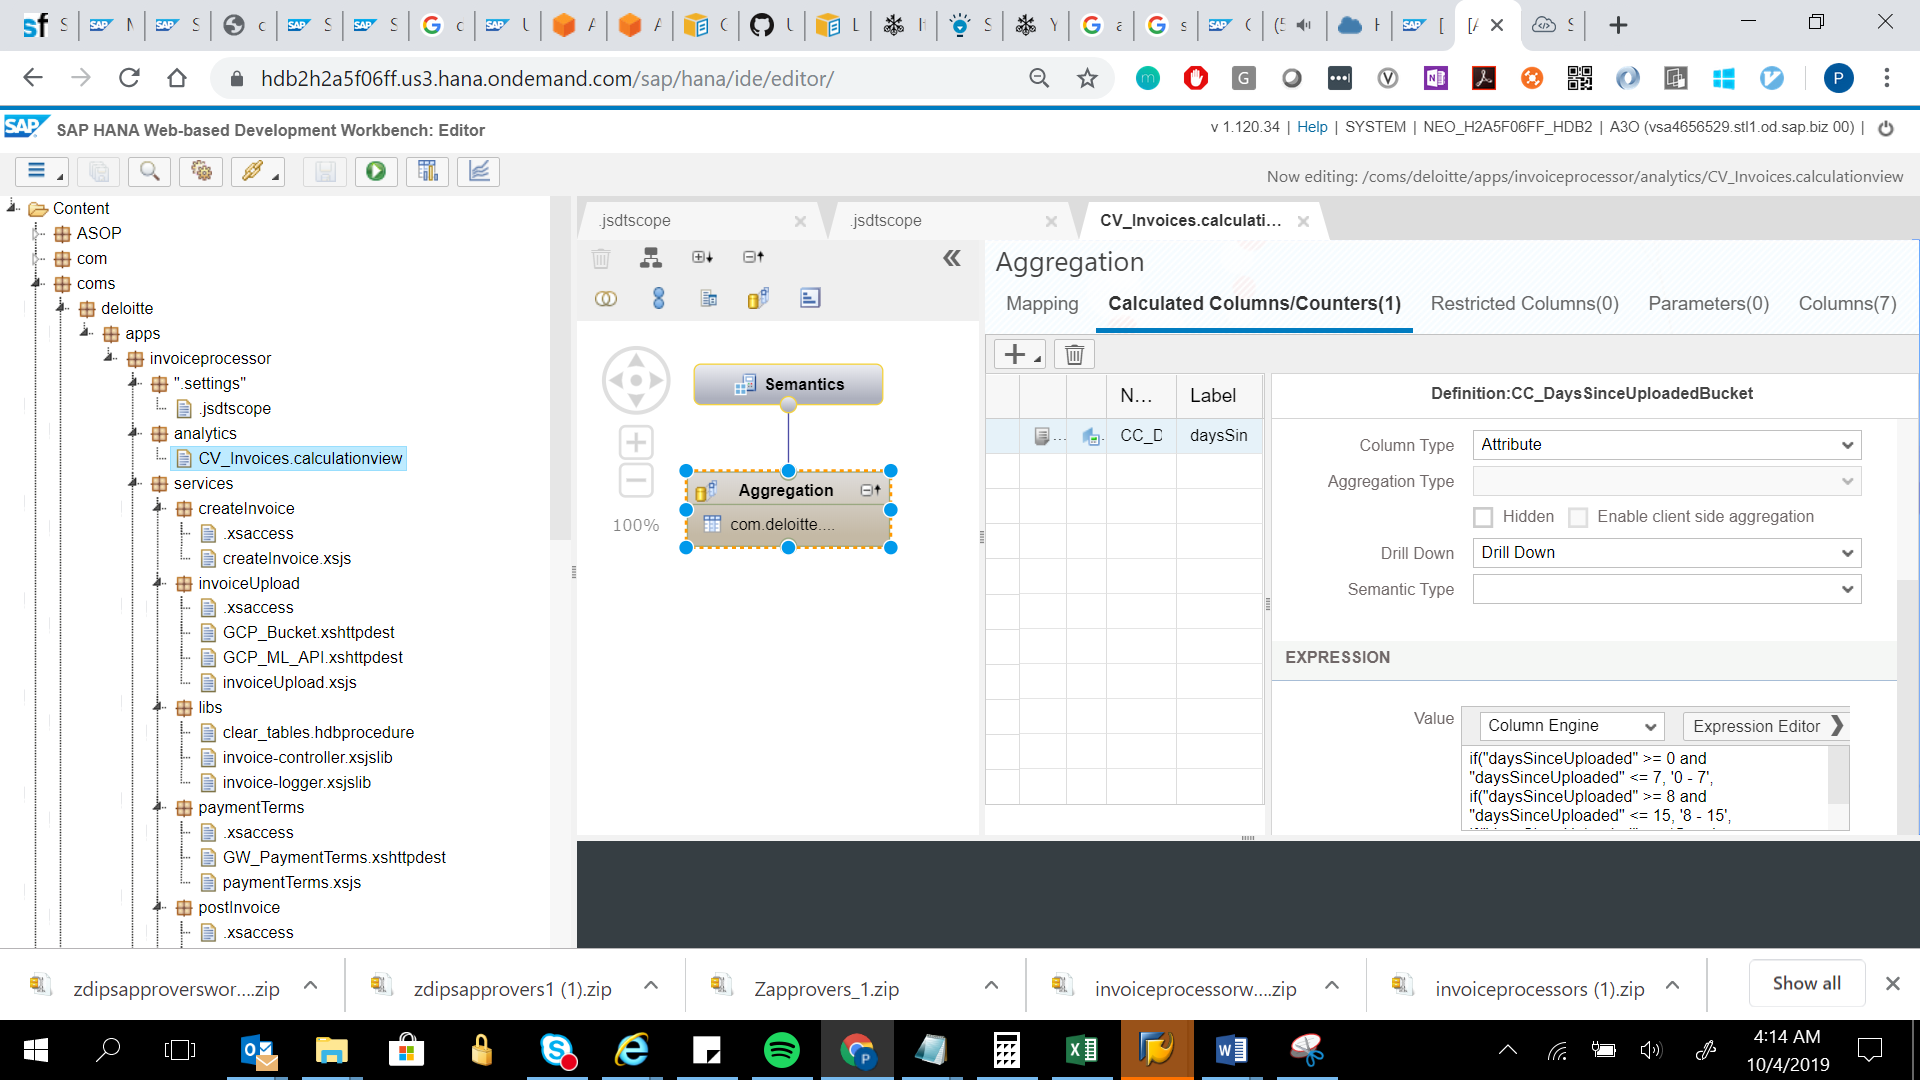 hdb2h2a5f06ff.us3.hana.ondemand.com/sap/hana/ide/editor/
SAP SAP HANA Web-based Development Workbench: Editor
v 1.120.34 | Help | SYSTEM | NEO_H2A5F06FF_HDB2 | A3O (vsa4656529.stl1.od.sap.biz 00) |
Now editing: /coms/deloitte/apps/invoiceprocessor/analytics/CV_Invoices.calculationview
Content
ASOP
com
coms
deloitte
apps
invoiceprocessor
".settings"
.jsdtscope
analytics
CV_Invoices.calculationview
services
createInvoice
.xsaccess
createInvoice.xsjs
invoiceUpload
.xsaccess
GCP_Bucket.xshttpdest
GCP_ML_API.xshttpdest
invoiceUpload.xsjs
libs
clear_tables.hdbprocedure
invoice-controller.xsjslib
invoice-logger.xsjslib
paymentTerms
.xsaccess
GW_PaymentTerms.xshttpdest
paymentTerms.xsjs
postInvoice
.xsaccess
.jsdtscope
.jsdtscope
CV_Invoices.calculati...
Semantics
Aggregation
com.deloitte....
100%
Aggregation
Mapping
Calculated Columns/Counters(1)
Restricted Columns(0)
Parameters(0)
Columns(7)
N...
Label
CC_D
daysSin
Definition:CC_DaysSinceUploadedBucket
Column Type Attribute
Aggregation Type
Hidden
Enable client side aggregation
Drill Down Drill Down
Semantic Type
EXPRESSION
Value Column Engine Expression Editor
if("daysSinceUploaded" >= 0 and
"daysSinceUploaded" <= 7, '0 - 7',
if("daysSinceUploaded" >= 8 and
"daysSinceUploaded" <= 15, '8 - 15',
zdipsapproverswor....zip
zdipsapprovers1 (1).zip
Zapprovers_1.zip
invoiceprocessorw....zip
invoiceprocessors (1).zip
Show all
4:14 AM
10/4/2019